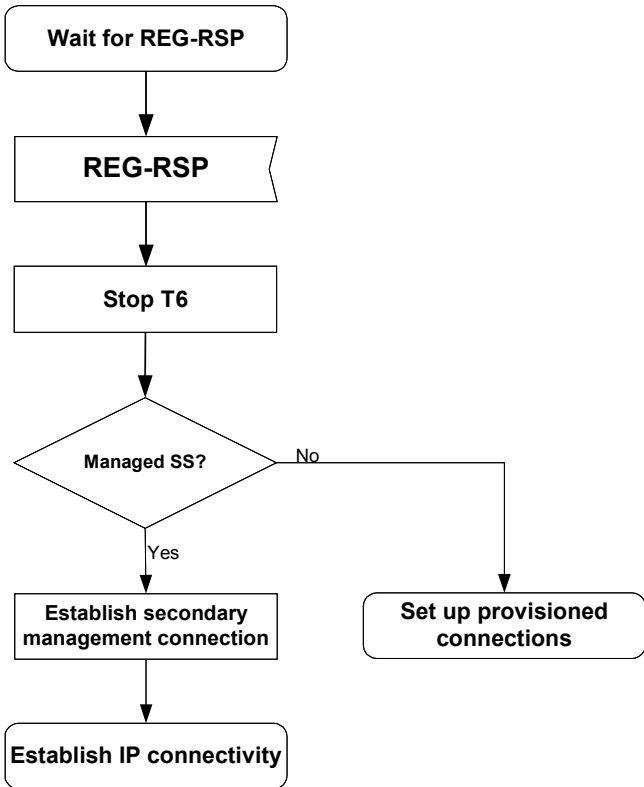 Wait for REG-RSP
REG-RSP
Stop T6
Managed SS?
No
Yes
Establish secondary
management connection
Set up provisioned
connections
Establish IP connectivity